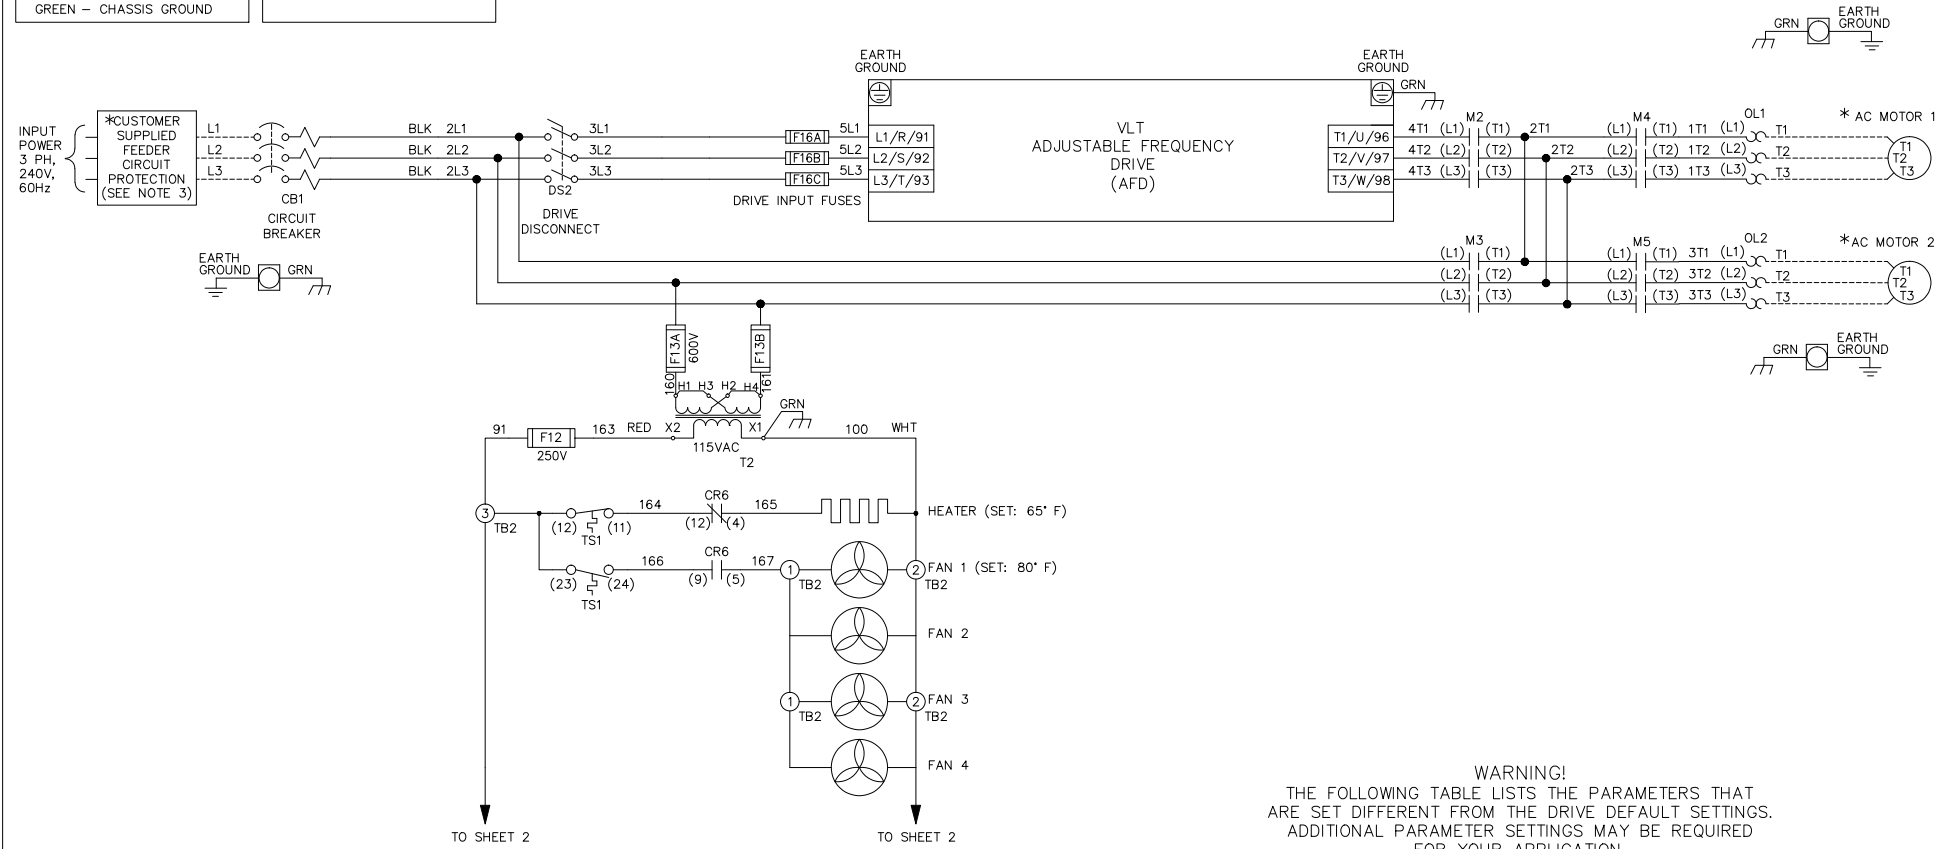 GREEN – CHASSIS GROUND
GRN
EARTH
GROUND
INPUT
POWER
3 PH,
240V,
60Hz
*CUSTOMER
SUPPLIED
FEEDER
CIRCUIT
PROTECTION
(SEE NOTE 3)
L1
L2
L3
CB1
CIRCUIT
BREAKER
BLK 2L1
BLK 2L2
BLK 2L3
DS2
DRIVE
DISCONNECT
3L1
3L2
3L3
F16A
F16B
F16C
DRIVE INPUT FUSES
5L1
5L2
5L3
EARTH
GROUND
L1/R/91
L2/S/92
L3/T/93
VLT
ADJUSTABLE FREQUENCY
DRIVE
(AFD)
EARTH
GROUND
GRN
T1/U/96
T2/V/97
T3/W/98
4T1 (L1) M2 (T1) 2T1 (L1) M4 (T1) 1T1 (L1) OL1 T1
4T2 (L2) (T2) 2T2 (L2) (T2) 1T2 (L2) T2
4T3 (L3) (T3) 2T3 (L3) (T3) 1T3 (L3) T3
* AC MOTOR 1
T1
T2
T3
(L1) M3 (T1) (L1) M5 (T1) 3T1 (L1) OL2 T1
(L2) (T2) (L2) (T2) 3T2 (L2) T2
(L3) (T3) (L3) (T3) 3T3 (L3) T3
*AC MOTOR 2
T1
T2
T3
EARTH
GROUND
GRN
GRN
EARTH
GROUND
F13A
600V
F13B
160
161
H1 H3 H2 H4
GRN
91
F12
250V
163 RED X2
X1
100 WHT
115VAC
T2
3
TB2
(12) (11)
TS1
164
CR6
(12) (4)
165
HEATER (SET: 65° F)
(23) (24)
TS1
166
CR6
(9) (5)
167
1
TB2
2
TB2
FAN 1 (SET: 80° F)
FAN 2
1
TB2
2
TB2
FAN 3
FAN 4
TO SHEET 2
TO SHEET 2
WARNING!
THE FOLLOWING TABLE LISTS THE PARAMETERS THAT
ARE SET DIFFERENT FROM THE DRIVE DEFAULT SETTINGS.
ADDITIONAL PARAMETER SETTINGS MAY BE REQUIRED
FOR YOUR APPLICATION